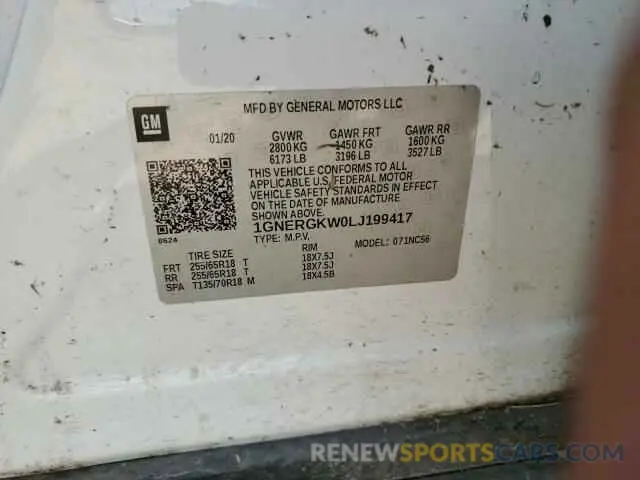 MFD BY GENERAL MOTORS LLC
GM
01/20 GVWR GAWR FRT GAWR RR
2800 KG 1450 KG 1600 KG
6173 LB 3196 LB 3527 LB
THIS VEHICLE CONFORMS TO ALL
APPLICABLE U.S. FEDERAL MOTOR
VEHICLE SAFETY STANDARDS IN EFFECT
ON THE DATE OF MANUFACTURE
SHOWN ABOVE.
1GNERGKW0LJ199417
0624 TYPE: M.P.V. MODEL: 071NC56
TIRE SIZE RIM
FRT 255/65R18 T 18X7.5J
RR 255/65R18 T 18X7.5J
SPA T135/70R18 M 18X4.5B
RENEWSPORTSCARS.COM